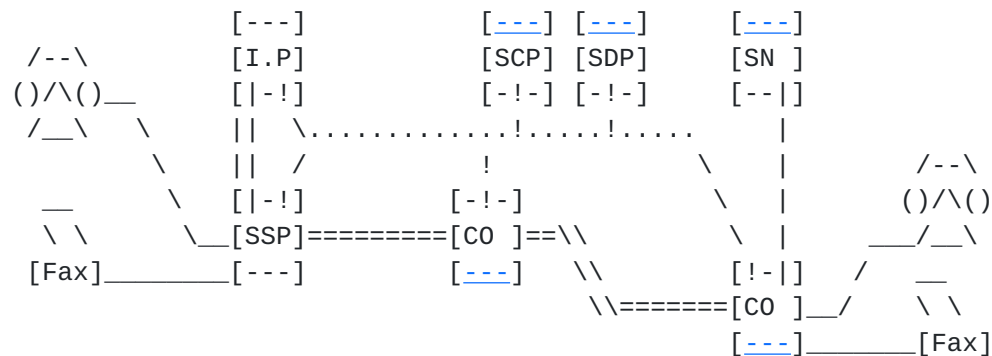 [---]            [---] [---]     [---]
 /--\         [I.P]            [SCP] [SDP]     [SN ]
()/\()__      [|-!]            [-!-] [-!-]     [--|]
 /__\   \     ||  \.............!.....!.....      |
         \    ||  /            !             \    |        /--\
  __      \   [|-!]          [-!-]            \   |       ()/\()
  \ \      \__[SSP]=========[CO ]==\\          \  |     ___/__\
 [Fax]________[---]          [---]   \\        [!-|]   /   __
                                      \\=======[CO ]__/    \ \
                                               [---]_______[Fax]